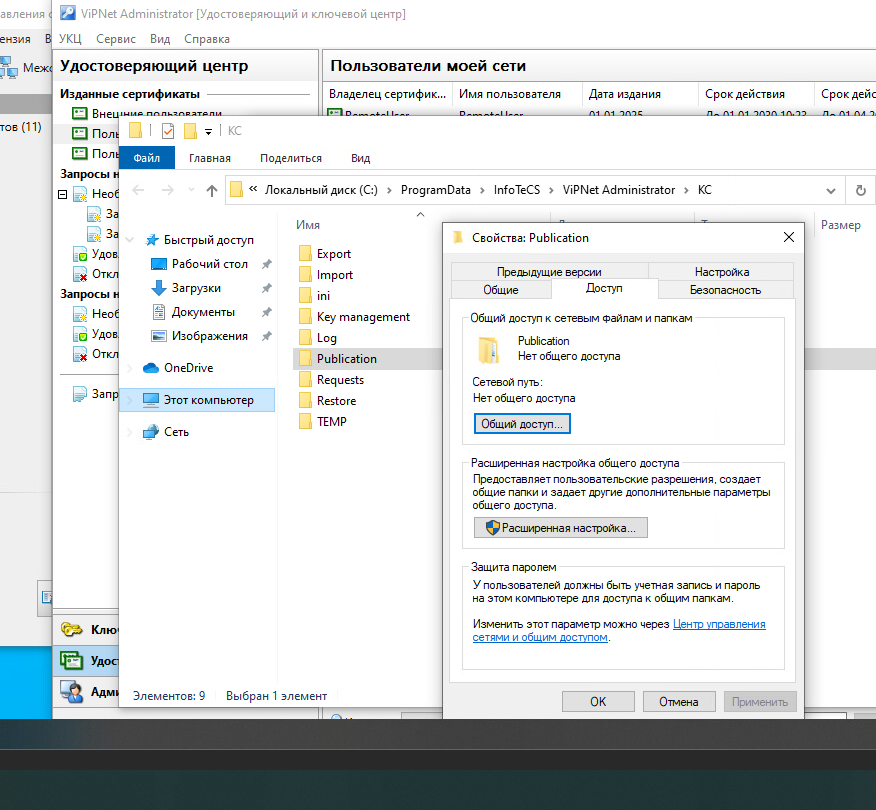 авления с
ViPNet Administrator [Удостоверяющий и ключевой центр]
ензия
В
УКЦ Сервис Вид Справка
Меж
Удостоверяющий центр
Пользователи моей сети
Изданные сертификаты
Владелец сертифик... Имя пользователя Дата издания Срок действия Срок дейс
Внешние пользователи
RemoteUser RemoteUser 01.01.2025 До 01.01.2030 10:23 До 01.04.20
тов (11)
Поль
Поль
Запросы н
Необ
За
За
Удов
Откл
Запросы н
Необ
Удов
Откл
Запр
Ключ
Удос
Адми
КС
Файл Главная Поделиться Вид
« Локальный диск (C:) › ProgramData › InfoTeCS › ViPNet Administrator › КС
Имя
Размер
Быстрый доступ
Рабочий стол
Загрузки
Документы
Изображения
OneDrive
Этот компьютер
Сеть
Export
Import
ini
Key management
Log
Publication
Requests
Restore
TEMP
Элементов: 9 Выбран 1 элемент
Свойства: Publication
Предыдущие версии Настройка
Общие Доступ Безопасность
Общий доступ к сетевым файлам и папкам
Publication
Нет общего доступа
Сетевой путь:
Нет общего доступа
Общий доступ...
Расширенная настройка общего доступа
Предоставляет пользовательские разрешения, создает
общие папки и задает другие дополнительные параметры
общего доступа.
Расширенная настройка...
Защита паролем
У пользователей должны быть учетная запись и пароль
на этом компьютере для доступа к общим папкам.
Изменить этот параметр можно через Центр управления
сетями и общим доступом.
OK Отмена Применить